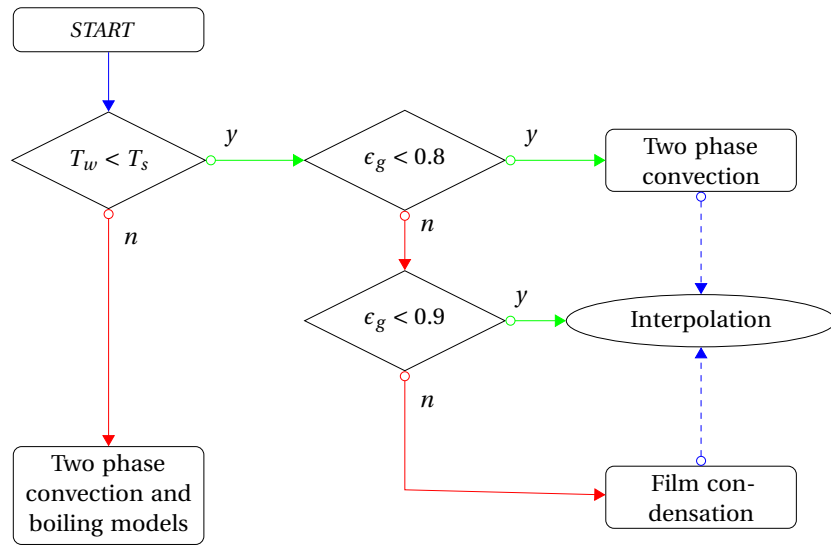 START
T_w < T_s
y
ϵ_g < 0.8
y
Two phase
convection
n
n
ϵ_g < 0.9
y
Interpolation
n
Two phase
convection and
boiling models
Film con-
densation